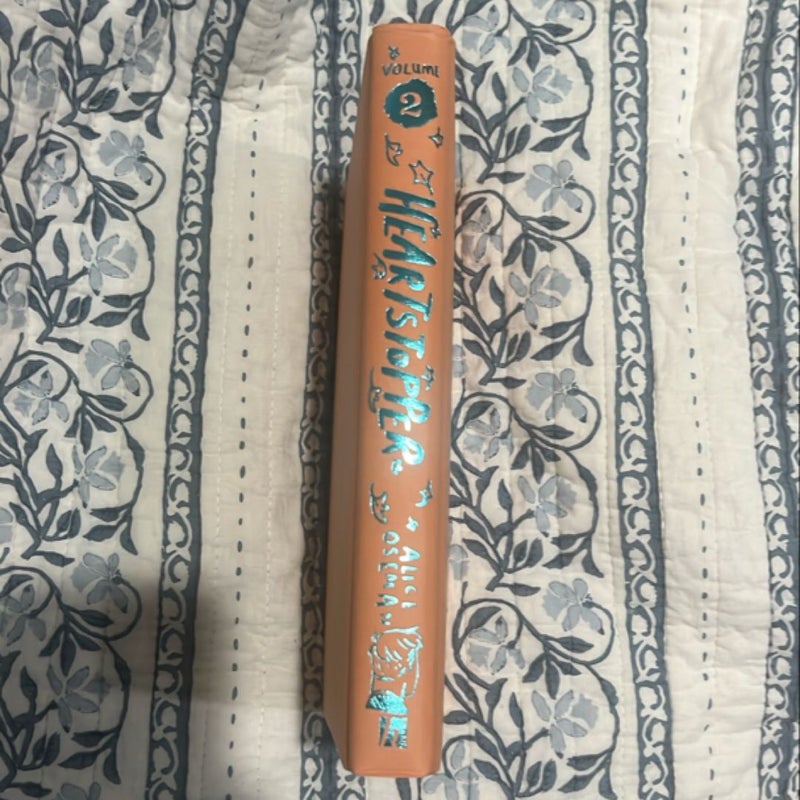 VOLUME
2
HEARTSTOPPER
ALICE
OSEMAN